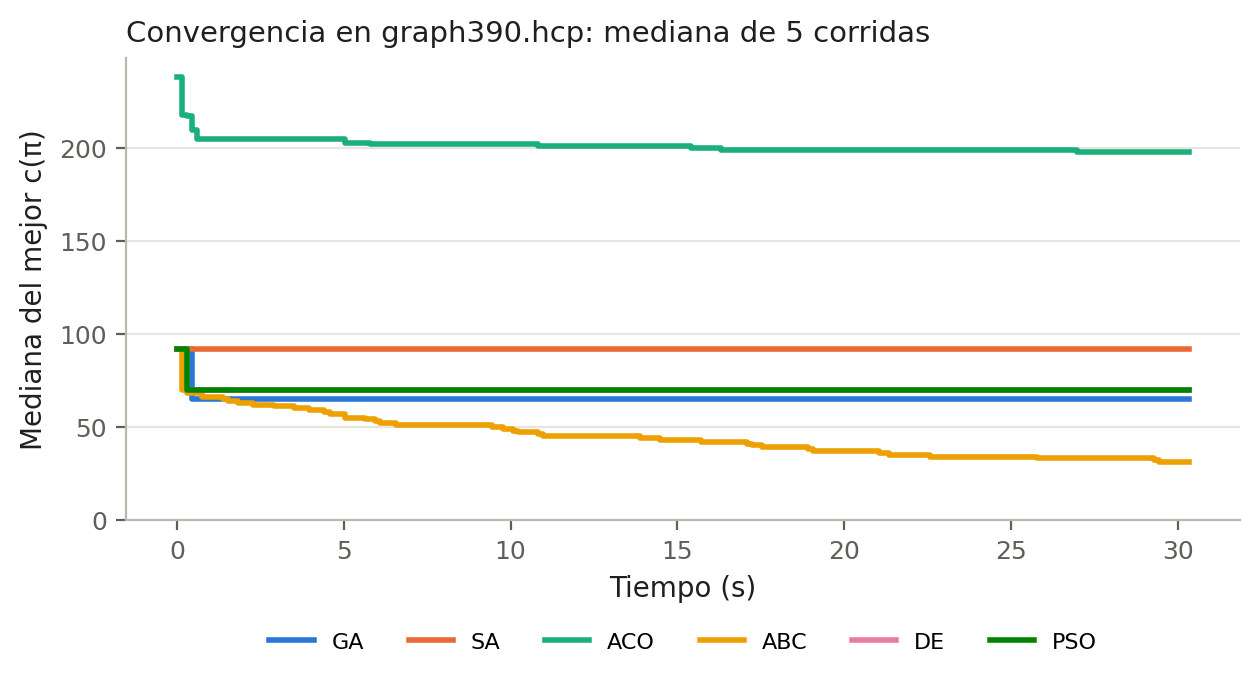 Convergencia en graph390.hcp: mediana de 5 corridas
Mediana del mejor c(π)
200
150
100
50
0
0 5 10 15 20 25 30
Tiempo (s)
GA SA ACO ABC DE PSO